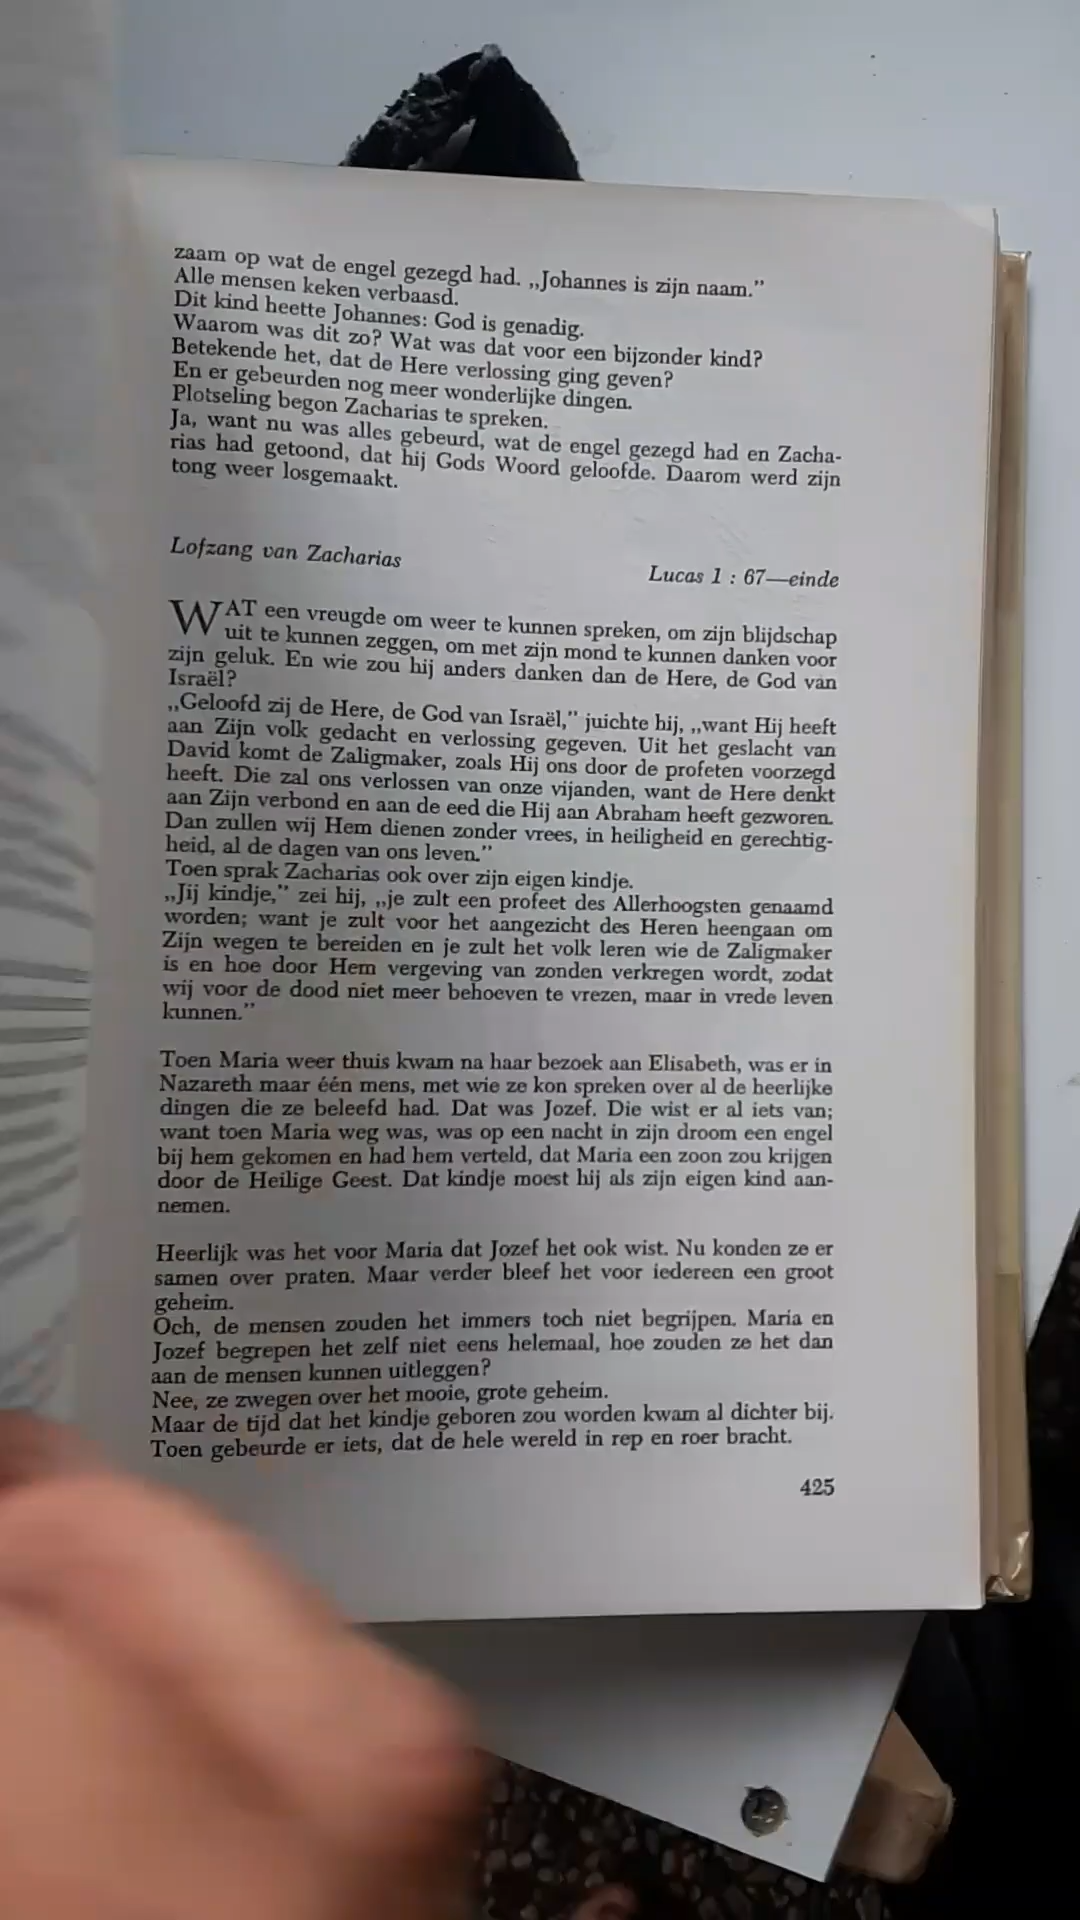 zaam op wat de engel gezegd had. „Johannes is zijn naam.”
Alle mensen keken verbaasd.
Dit kind heette Johannes: God is genadig.
Waarom was dit zo? Wat was dat voor een bijzonder kind?
Betekende het, dat de Here verlossing ging geven?
En er gebeurden nog meer wonderlijke dingen.
Plotseling begon Zacharias te spreken.
Ja, want nu was alles gebeurd, wat de engel gezegd had en Zacha-
rias had getoond, dat hij Gods Woord geloofde. Daarom werd zijn
tong weer losgemaakt.
Lofzang van Zacharias
Lucas 1 : 67—einde
WAT een vreugde om weer te kunnen spreken, om zijn blijdschap
uit te kunnen zeggen, om met zijn mond te kunnen danken voor
zijn geluk. En wie zou hij anders danken dan de Here, de God van
Israël?
„Geloofd zij de Here, de God van Israël,” juichte hij, „want Hij heeft
aan Zijn volk gedacht en verlossing gegeven. Uit het geslacht van
David komt de Zaligmaker, zoals Hij ons door de profeten voorzegd
heeft. Die zal ons verlossen van onze vijanden, want de Here denkt
aan Zijn verbond en aan de eed die Hij aan Abraham heeft gezworen.
Dan zullen wij Hem dienen zonder vrees, in heiligheid en gerechtig-
heid, al de dagen van ons leven.”
Toen sprak Zacharias ook over zijn eigen kindje.
„Jij kindje,” zei hij, „je zult een profeet des Allerhoogsten genaamd
worden; want je zult voor het aangezicht des Heren heengaan om
Zijn wegen te bereiden en je zult het volk leren wie de Zaligmaker
is en hoe door Hem vergeving van zonden verkregen wordt, zodat
wij voor de dood niet meer behoeven te vrezen, maar in vrede leven
kunnen.”
Toen Maria weer thuis kwam na haar bezoek aan Elisabeth, was er in
Nazareth maar één mens, met wie ze kon spreken over al de heerlijke
dingen die ze beleefd had. Dat was Jozef. Die wist er al iets van;
want toen Maria weg was, was op een nacht in zijn droom een engel
bij hem gekomen en had hem verteld, dat Maria een zoon zou krijgen
door de Heilige Geest. Dat kindje moest hij als zijn eigen kind aan-
nemen.
Heerlijk was het voor Maria dat Jozef het ook wist. Nu konden ze er
samen over praten. Maar verder bleef het voor iedereen een groot
geheim.
Och, de mensen zouden het immers toch niet begrijpen. Maria en
Jozef begrepen het zelf niet eens helemaal, hoe zouden ze het dan
aan de mensen kunnen uitleggen?
Nee, ze zwegen over het mooie, grote geheim.
Maar de tijd dat het kindje geboren zou worden kwam al dichter bij.
Toen gebeurde er iets, dat de hele wereld in rep en roer bracht.
425